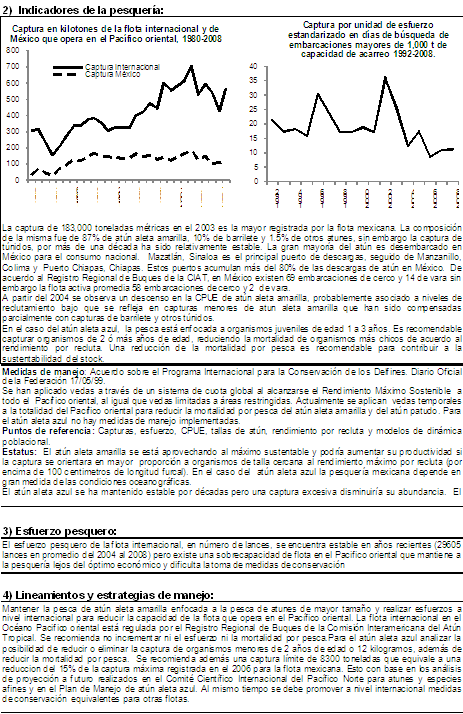 2) Indicadores de la pesquería:
Captura en kilotones de la flota internacional y de
México que opera en el Pacífico oriental, 1980-2008
Captura por unidad de esfuerzo
estandarizado en días de búsqueda de
embarcaciones mayores de 1,000 t de
capacidad de acarreo 1992-2008.
800
700
600
500
400
300
200
100
0
Captura Internacional
Captura México
40
35
30
25
20
15
10
5
0
La captura de 183,000 toneladas métricas en el 2003 es la mayor registrada por la flota mexicana. La composición
de la misma fue de 87% de atún aleta amarilla, 10% de barrilete y 1.5% de otros atunes, sin embargo la captura de
túnidos, por más de una década ha sido relativamente estable. La gran mayoría del atún es desembarcado en
México para el consumo nacional. Mazatlán, Sinaloa es el principal puerto de descargas, seguido de Manzanillo,
Colima y Puerto Chiapas, Chiapas. Estos puertos acumulan más del 80% de las descargas de atún en México. De
acuerdo al Registro Regional de Buques de la CIAT, en México existen 69 embarcaciones de cerco y 14 de vara sin
embargo la flota activa promedia 58 embarcaciones de cerco y 2 de vara.
A partir del 2004 se observa un descenso en la CPUE de atún aleta amarilla, probablemente asociado a niveles de
reclutamiento bajo que se refleja en capturas menores de atun aleta amarilla que han sido compensadas
parcialmente con capturas de barrilete y otros túnidos.
En el caso del atún aleta azul, la pesca está enfocada a organismos juveniles de edad 1 a 3 años. Es recomendable
capturar organismos de 2 ó más años de edad, reduciendo la mortalidad de organismos más chicos de acuerdo al
rendimiento por recluta. Una reducción de la mortalidad por pesca es recomendable para contribuir a la
sustentabilidad del stock.
Medidas de manejo: Acuerdo sobre el Programa Internacional para la Conservación de los Delfines. Diario Oficial
de la Federación 17/05/99.
Se han aplicado vedas a través de un sistema de cuota global al alcanzarse el Rendimiento Máximo Sostenible a
todo el Pacífico oriental, al igual que vedas limitadas a áreas restringidas. Actualmente se aplican vedas temporales
a la totalidad del Pacífico oriental para reducir la mortalidad por pesca del atún aleta amarilla y del atún patudo. Para
el atún aleta azul no hay medidas de manejo implementadas.
Puntos de referencia: Capturas, esfuerzo, CPUE, tallas de atún, rendimiento por recluta y modelos de dinámica
poblacional.
Estatus: El atún aleta amarilla se está aprovechando al máximo sustentable y podría aumentar su productividad si
la captura se orientara en mayor proporción a organismos de talla cercana al rendimiento máximo por recluta (por
encima de 100 centímetros de longitud furcal). En el caso del atún aleta azul la pesquería mexicana depende en
gran medida de las condiciones oceanográficas.
El atún aleta azul se ha mantenido estable por décadas pero una captura excesiva disminuiría su abundancia. El
3) Esfuerzo pesquero:
El esfuerzo pesquero de la flota internacional, en número de lances, se encuentra estable en años recientes (29605
lances en promedio del 2004 al 2008) pero existe una sobrecapacidad de flota en el Pacífico oriental que mantiene a
la pesquería lejos del óptimo económico y dificulta la toma de medidas de conservación
4) Lineamientos y estrategias de manejo:
Mantener la pesca de atún aleta amarilla enfocada a la pesca de atunes de mayor tamaño y realizar esfuerzos a
nivel internacional para reducir la capacidad de la flota que opera en el Pacífico oriental. La flota internacional en el
Océano Pacífico oriental está regulada por el Registro Regional de Buques de la Comisión Interamericana del Atún
Tropical. Se recomienda no incrementar ni el esfuerzo ni la mortalidad por pesca.Para el atún aleta azul analizar la
posibilidad de reducir o eliminar la captura de organismos menores de 2 años de edad o 12 kilogramos, además de
reducir la mortalidad por pesca. Se recomienda además una captura límite de 8300 toneladas que equivale a una
reducción del 15% de la captura máxima registrada en el 2006 para la flota mexicana. Esto con base en los análisis
de proyección a futuro realizados en el Comité Científico Internacional del Pacífico Norte para atunes y especies
afines y en el Plan de Manejo de atún aleta azul. Al mismo tiempo se debe promover a nivel internacional medidas
de conservación equivalentes para otras flotas.